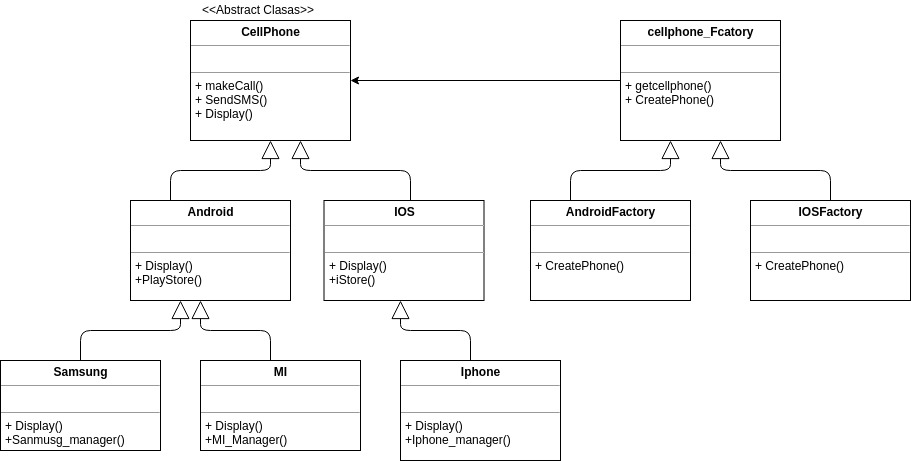 <<Abstract Clasas>>
CellPhone
+ makeCall()
+ SendSMS()
+ Display()
cellphone_Fcatory
+ getcellphone()
+ CreatePhone()
Android
+ Display()
+PlayStore()
IOS
+ Display()
+iStore()
AndroidFactory
+ CreatePhone()
IOSFactory
+ CreatePhone()
Samsung
+ Display()
+Sanmusg_manager()
MI
+ Display()
+MI_Manager()
Iphone
+ Display()
+Iphone_manager()